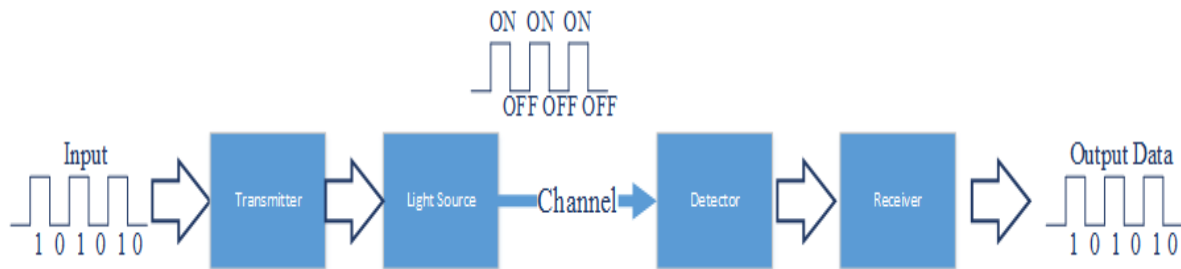 ON ON ON
OFF OFF OFF
Input
1 0 1 0 1 0
Transmitter
Light Source
Channel
Detector
Receiver
Output Data
1 0 1 0 1 0